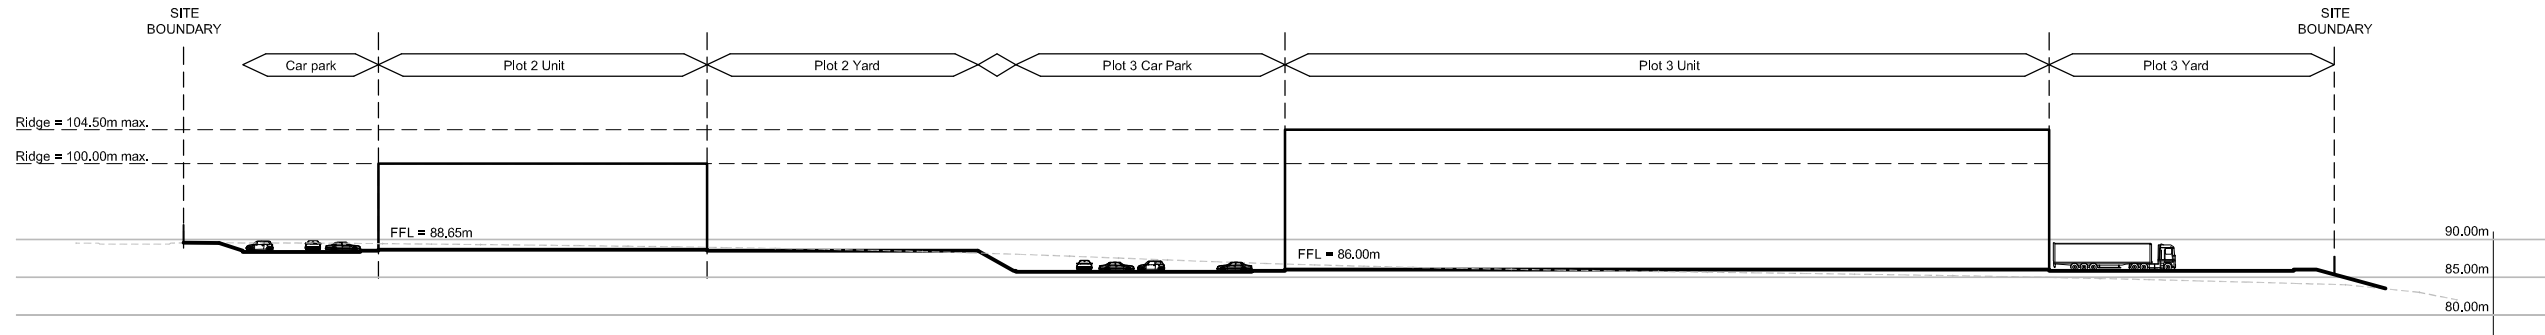 SITE
BOUNDARY
SITE
BOUNDARY
Car park
Plot 2 Unit
Plot 2 Yard
Plot 3 Car Park
Plot 3 Unit
Plot 3 Yard
Ridge = 104.50m max.
Ridge = 100.00m max.
FFL = 88.65m
90.00m
FFL = 86.00m
85.00m
80.00m